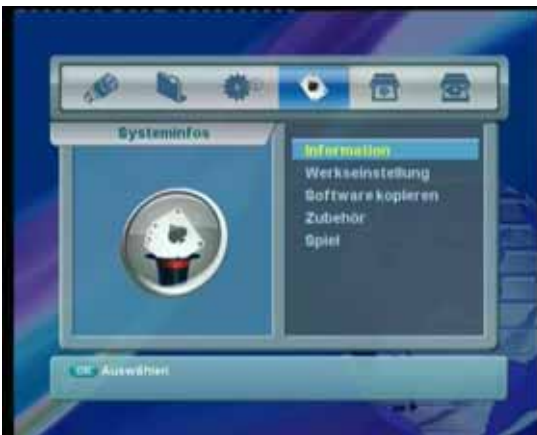 Systeminfos
Information
Werkseinstellung
Software kopieren
Zubehör
Spiel
OK Auswählen